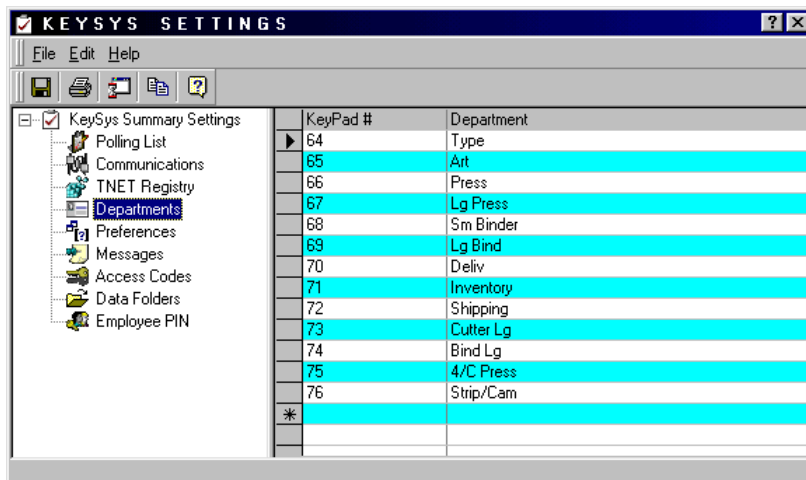 KEYSYS SETTINGS
File Edit Help
KeySys Summary Settings
Polling List
Communications
TNET Registry
Departments
Preferences
Messages
Access Codes
Data Folders
Employee PIN
KeyPad # Department
64 Type
65 Art
66 Press
67 Lg Press
68 Sm Binder
69 Lg Bind
70 Deliv
71 Inventory
72 Shipping
73 Cutter Lg
74 Bind Lg
75 4/C Press
76 Strip/Cam